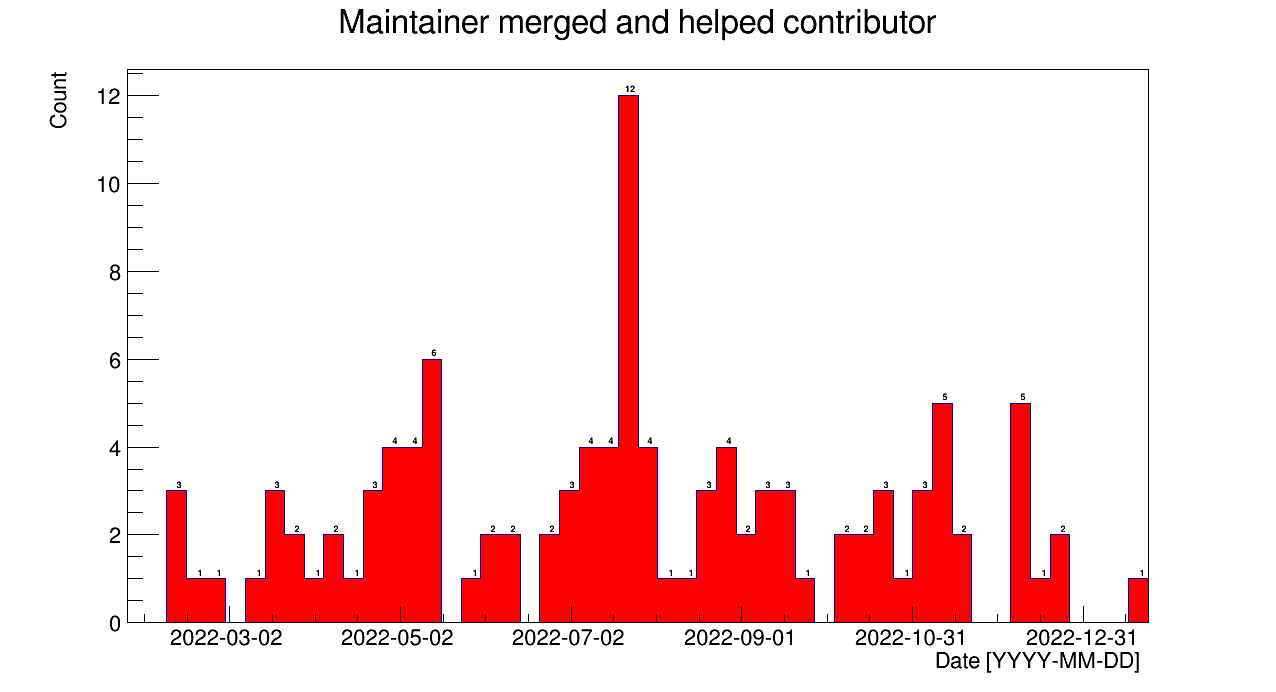 Maintainer merged and helped contributor
Count
12
10
8
6
4
2
0
3 1 1 1 3 2 1 2 1 3 4 4 6 1 2 2 2 3 4 4 12 4 1 1 3 4 2 3 3 1 2 2 3 1 3 5 2 5 1 2 1
2022-03-02 2022-05-02 2022-07-02 2022-09-01 2022-10-31 2022-12-31
Date [YYYY-MM-DD]